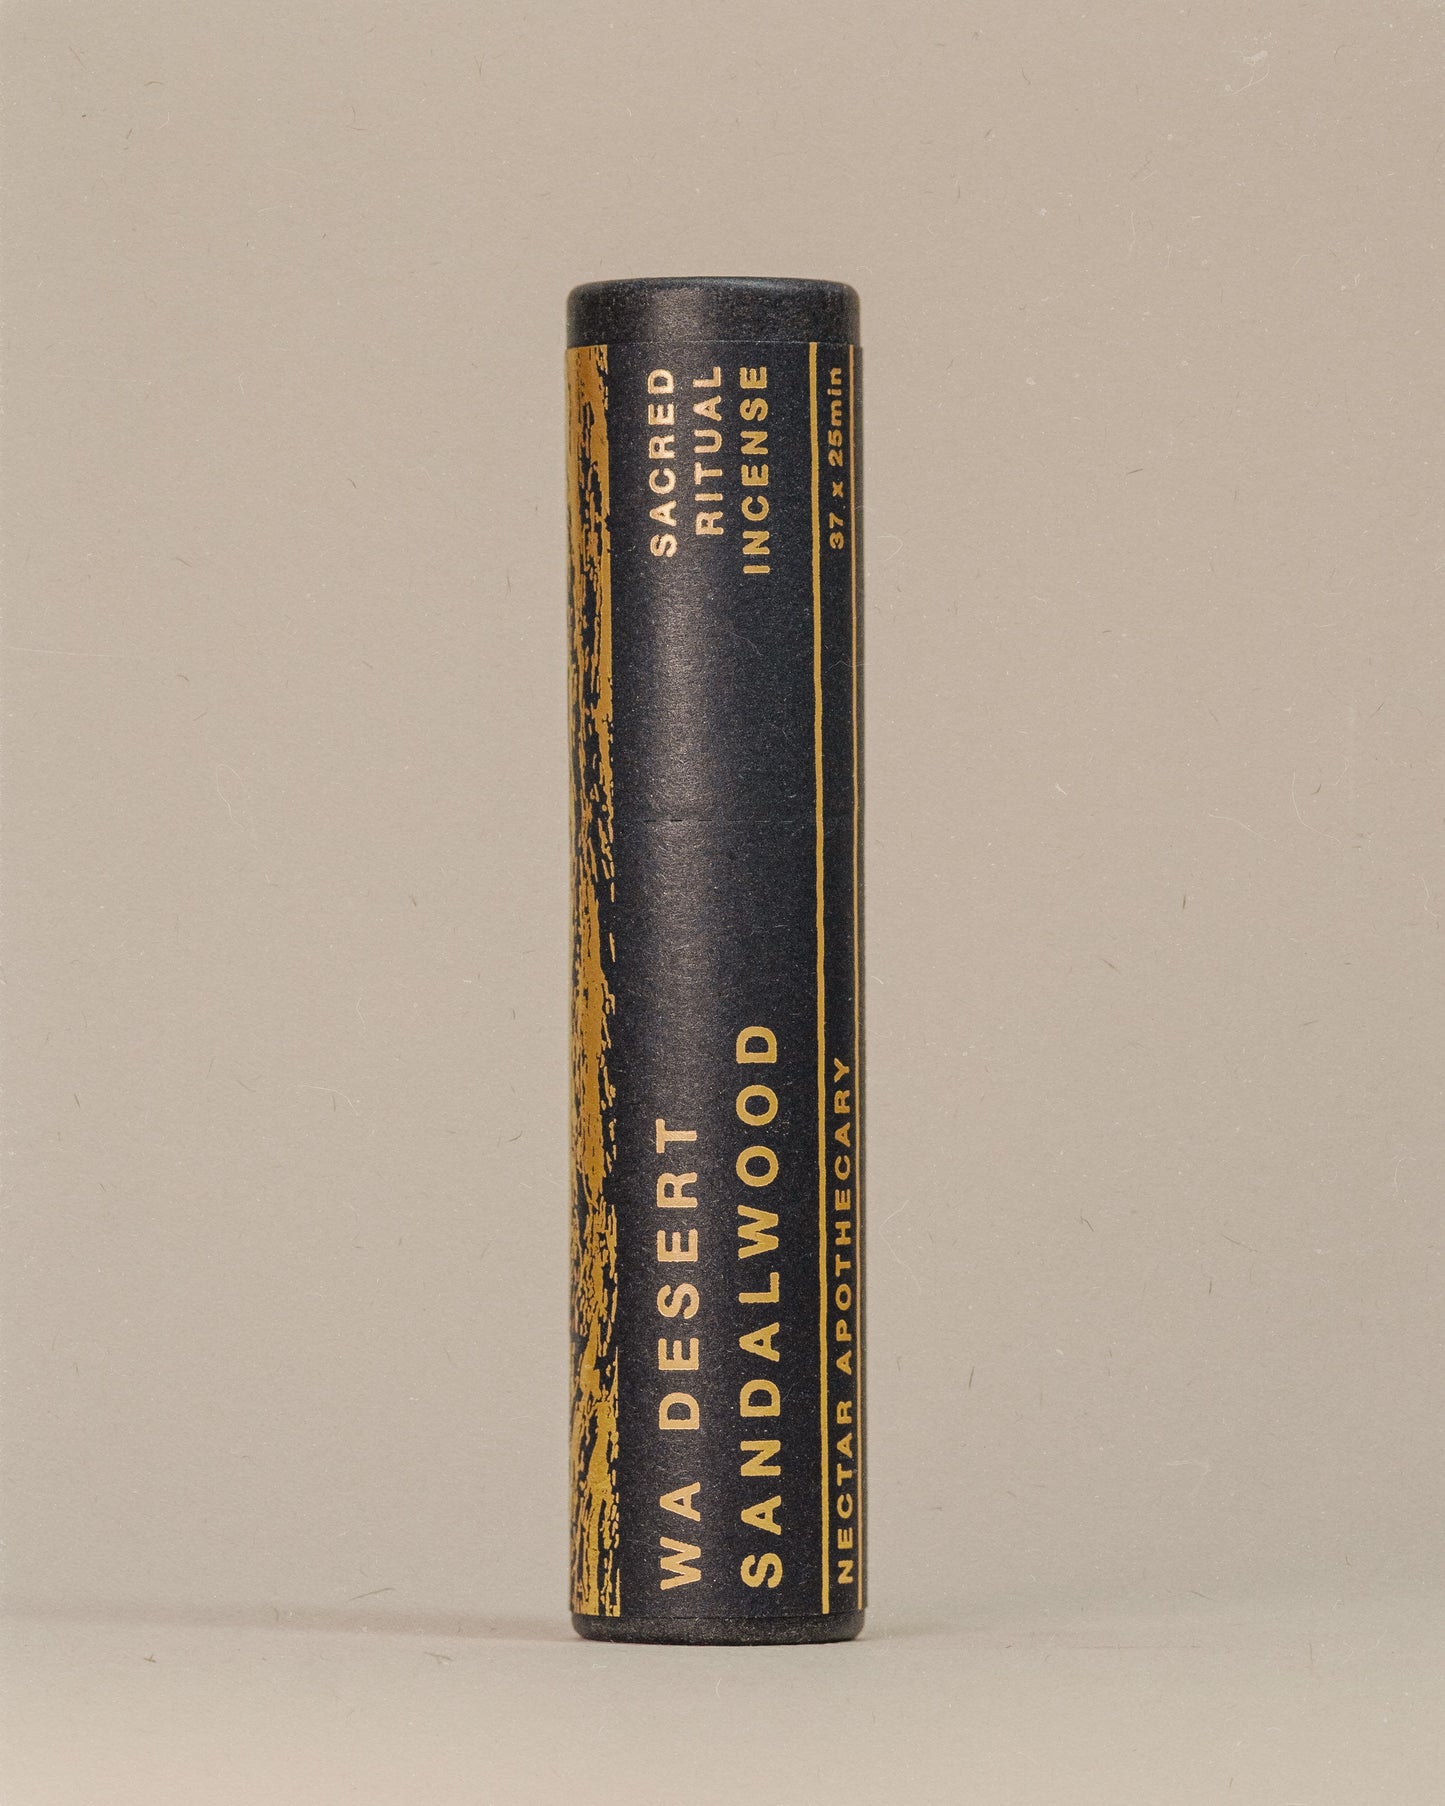 SACRED
RITUAL
INCENSE
WA DESERT
SANDALWOOD
37 x 25min
NECTAR APOTHECARY